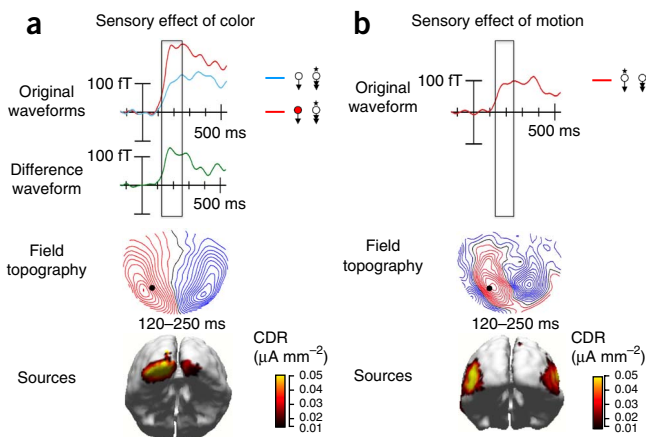 a
Sensory effect of color
Original
waveforms
100 fT
500 ms
Difference
waveform
100 fT
500 ms
Field
topography
120–250 ms
Sources
CDR
(µA mm⁻²)
0.05
0.04
0.03
0.02
0.01
b
Sensory effect of motion
Original
waveform
100 fT
500 ms
Field
topography
120–250 ms
Sources
CDR
(µA mm⁻²)
0.05
0.04
0.03
0.02
0.01